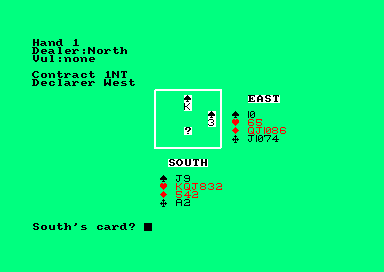 Hand 1
Dealer:North
Vul:none
Contract 1NT
Declarer West
♠
K
♠
3
?
EAST
♠ 10
♥ 65
♦ QJ1086
♣ J1074
SOUTH
♠ J9
♥ KQJ832
♦ 542
♣ A2
South's card?